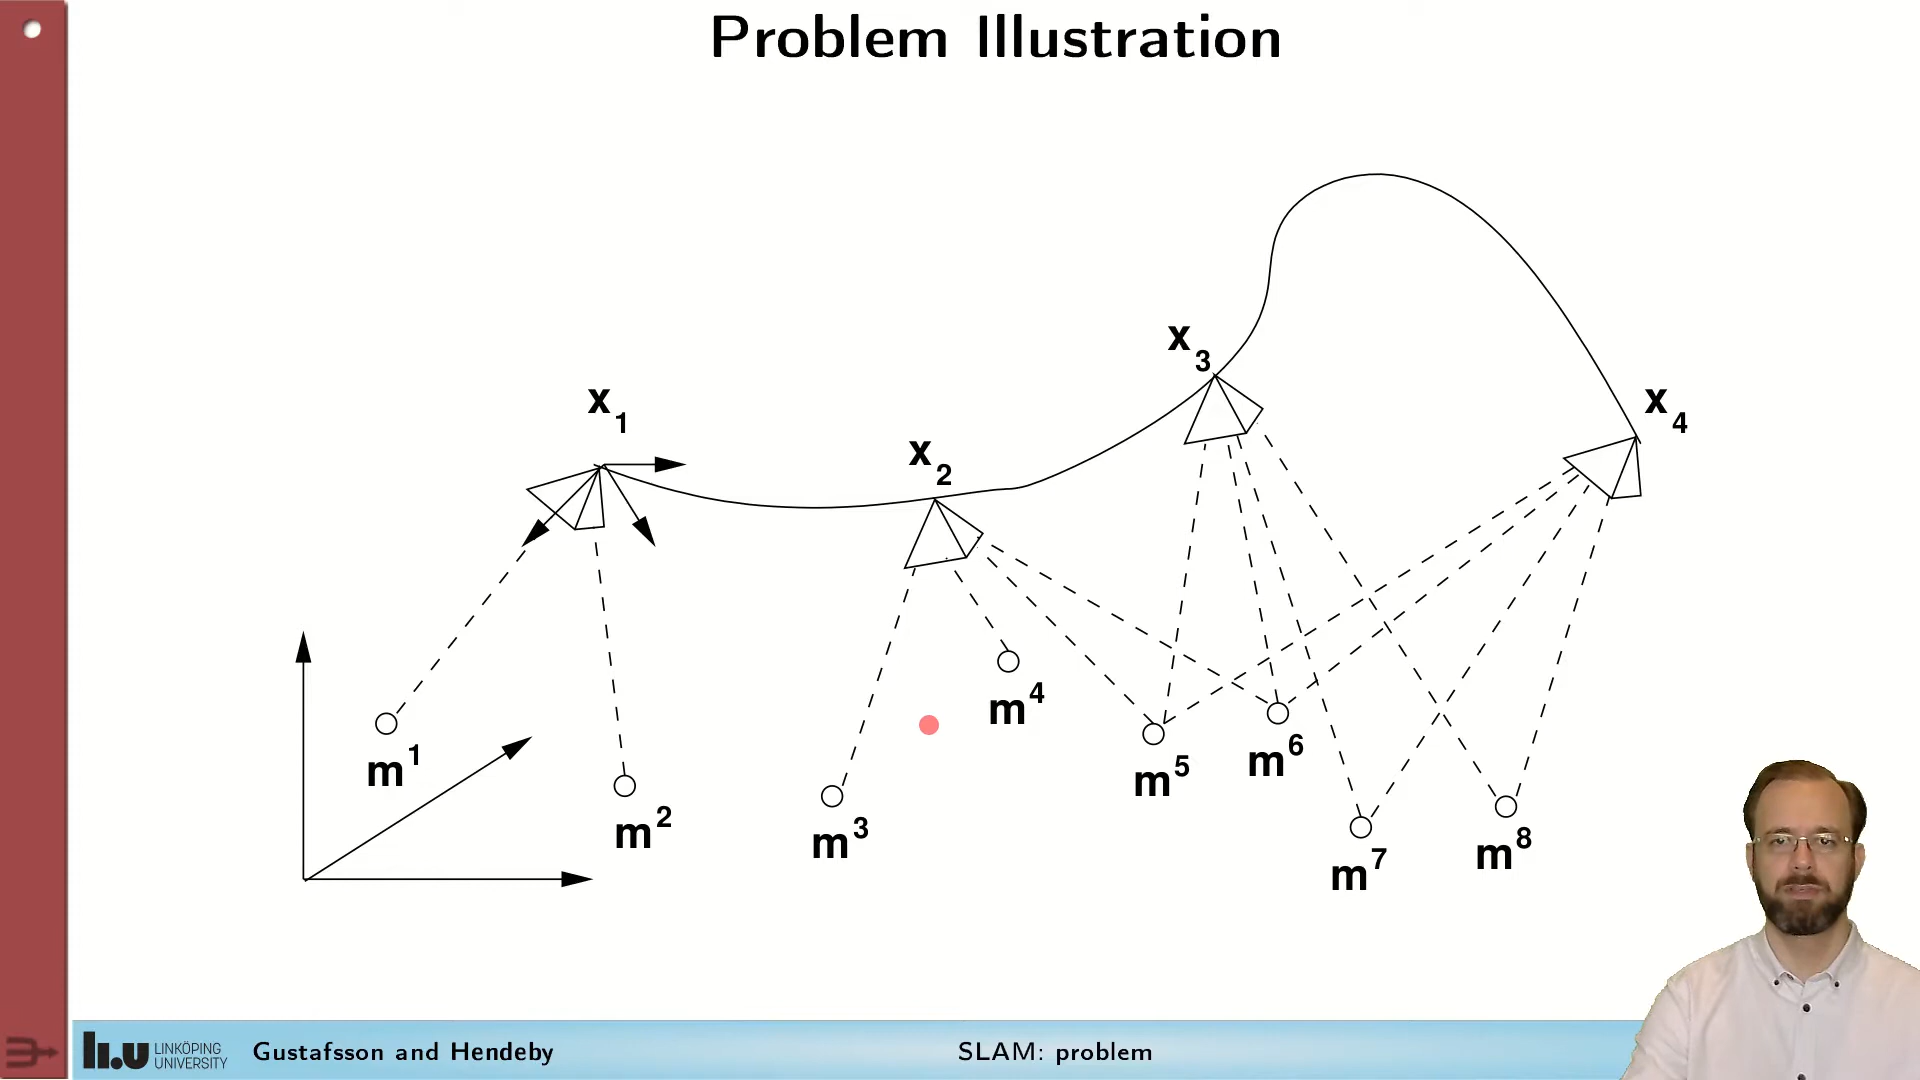 Problem Illustration
x3
x1
x4
x2
m4
m1
m5
m6
m2
m3
m7
m8
li.u LINKÖPING
UNIVERSITY
Gustafsson and Hendeby
SLAM: problem